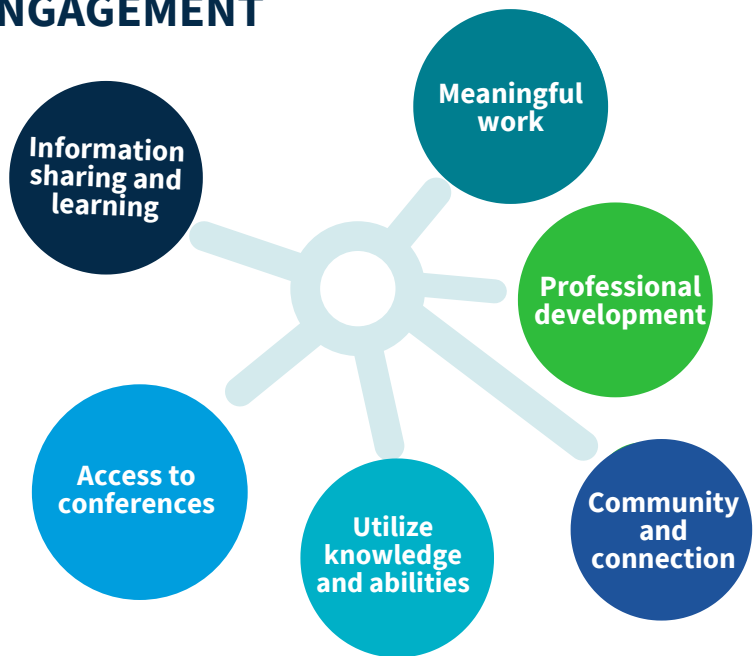 NGAGEMENT
Meaningful
work
Information
sharing and
learning
Professional
development
Access to
conferences
Utilize
knowledge
and abilities
Community
and
connection